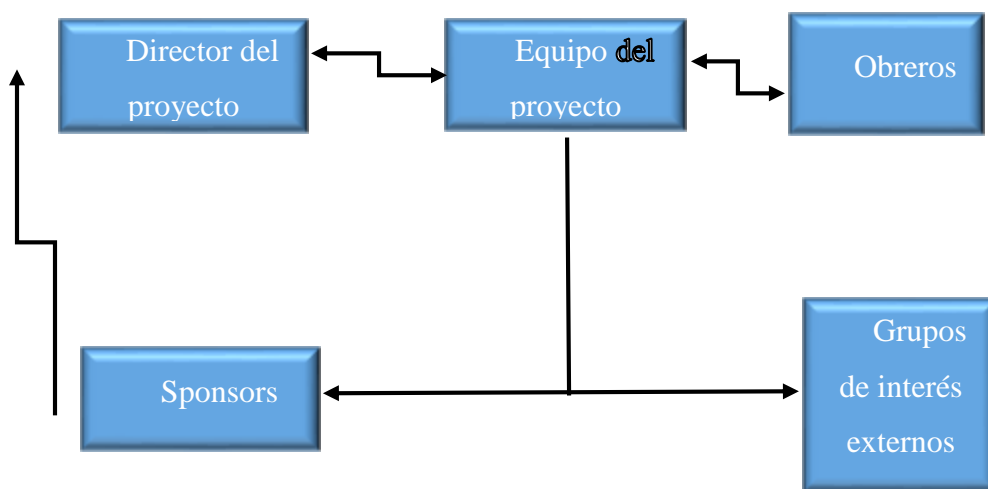 Director del
proyecto
Equipo del
proyecto
Obreros
Sponsors
Grupos
de interés
externos